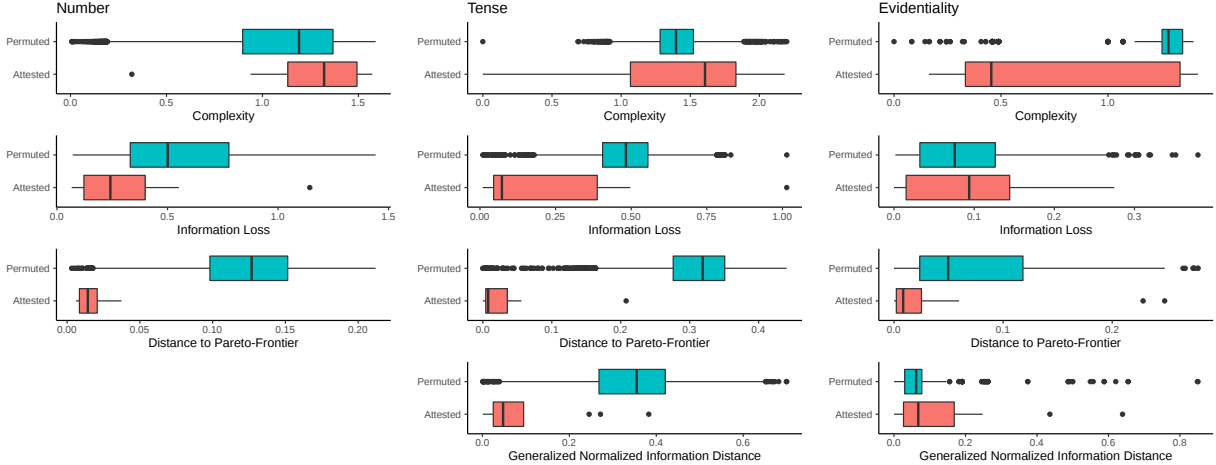 Number
Tense
Evidentiality
Permuted
Attested
0.0 0.5 1.0 1.5
Complexity
Permuted
Attested
0.0 0.5 1.0 1.5 2.0
Complexity
Permuted
Attested
0.0 0.5 1.0
Complexity
Permuted
Attested
0.0 0.5 1.0 1.5
Information Loss
Permuted
Attested
0.00 0.25 0.50 0.75 1.00
Information Loss
Permuted
Attested
0.0 0.1 0.2 0.3
Information Loss
Permuted
Attested
0.00 0.05 0.10 0.15 0.20
Distance to Pareto-Frontier
Permuted
Attested
0.0 0.1 0.2 0.3 0.4
Distance to Pareto-Frontier
Permuted
Attested
0.0 0.1 0.2
Distance to Pareto-Frontier
Permuted
Attested
0.0 0.2 0.4 0.6
Generalized Normalized Information Distance
Permuted
Attested
0.0 0.2 0.4 0.6 0.8
Generalized Normalized Information Distance